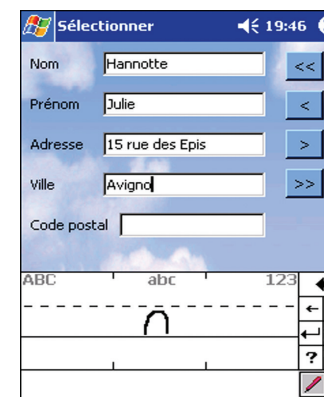 Sélectionner 19:46
Nom Hannotte <<
Prénom Julie <
Adresse 15 rue des Epis >
Ville Avigno >>
Code postal
ABC abc 123
n
?